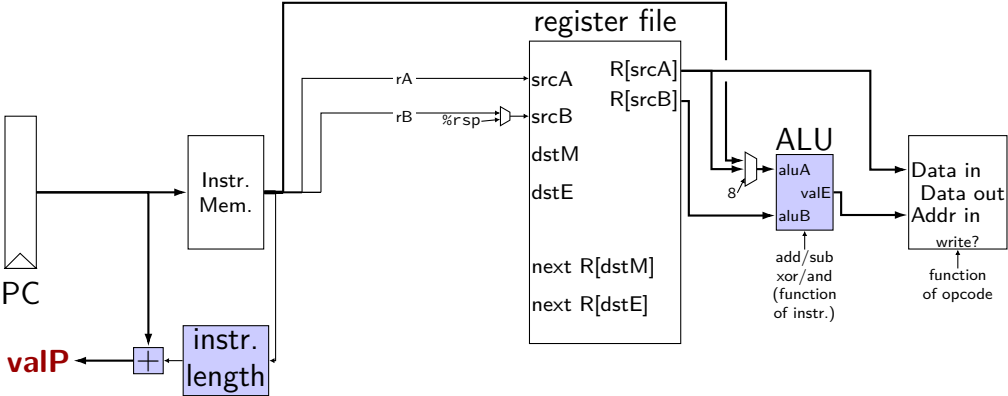 register file
rA
srcA
R[srcA]
R[srcB]
rB
%rsp
srcB
ALU
dstM
Instr.
Mem.
dstE
8
aluA
valE
aluB
Data in
Data out
Addr in
write?
add/sub
xor/and
(function
of instr.)
function
of opcode
next R[dstM]
next R[dstE]
PC
valP
+
instr.
length